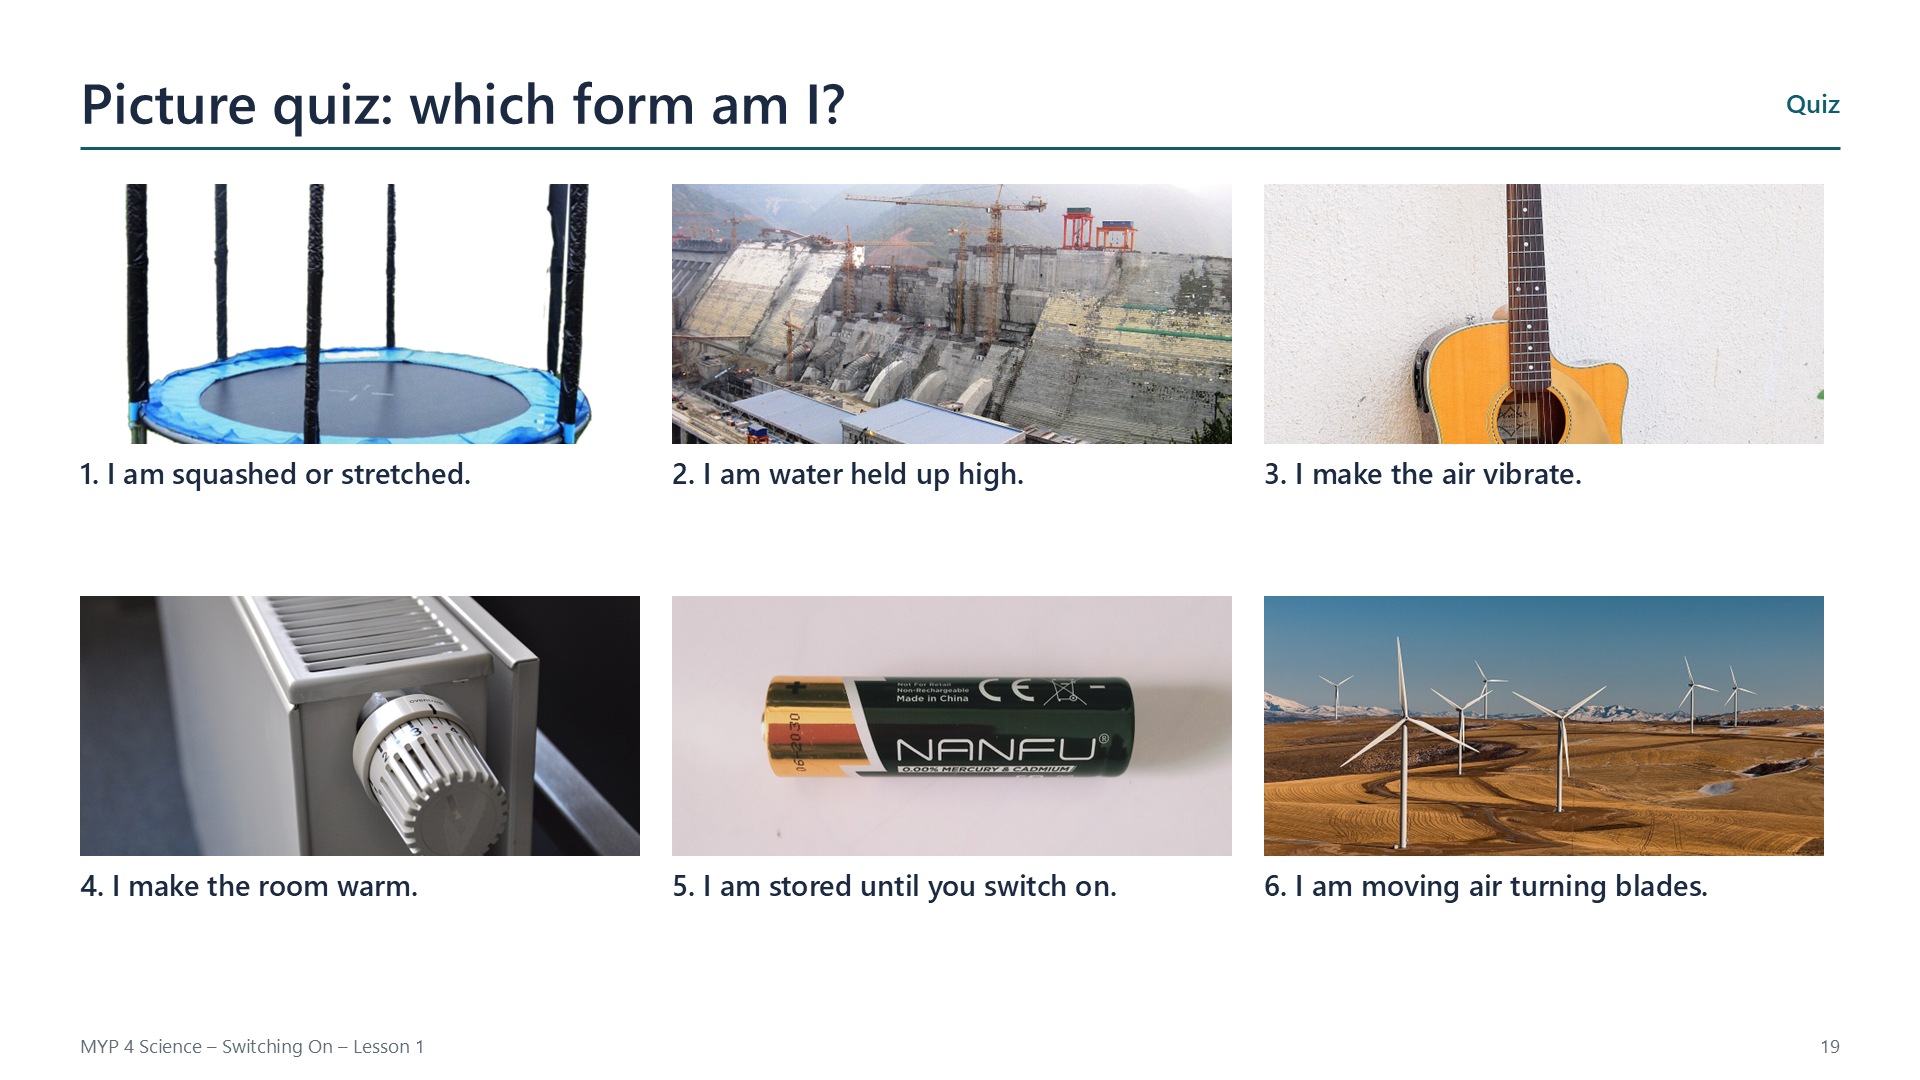 Picture quiz: which form am I?
Quiz
1. I am squashed or stretched.
2. I am water held up high.
3. I make the air vibrate.
4. I make the room warm.
Not For Retail
Non-Rechargeable
Made in China
CE
06-2030
NANFU®
0.00% MERCURY & CADMIUM
5. I am stored until you switch on.
6. I am moving air turning blades.
MYP 4 Science – Switching On – Lesson 1
19